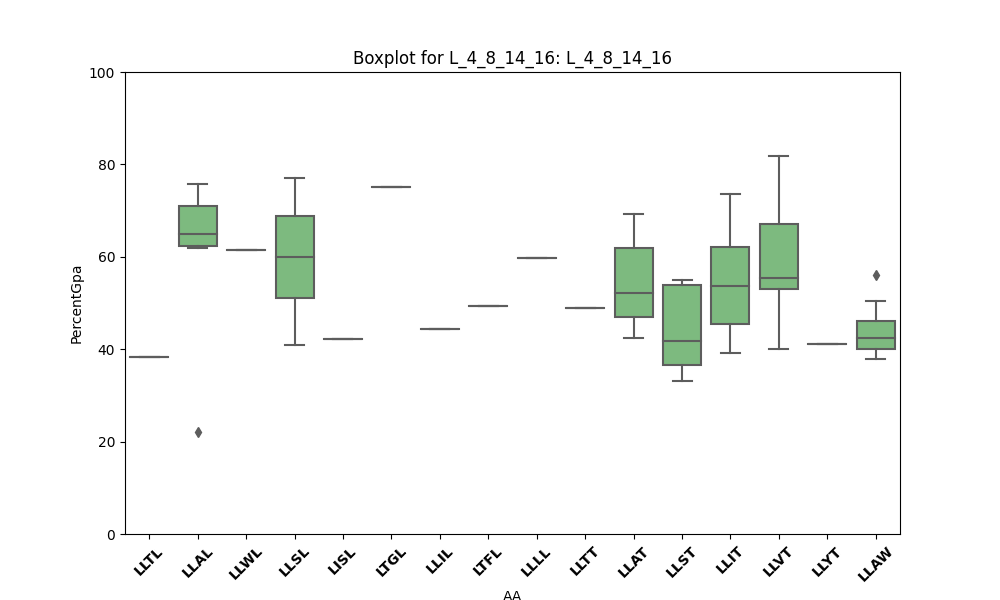 Boxplot for L_4_8_14_16: L_4_8_14_16
PercentGpa
100
80
60
40
20
0
LLTL LLAL LLWL LLSL LISL LTGL LLIL LTFL LLLL LLTT LLAT LLST LLIT LLVT LLYT LLAW
AA